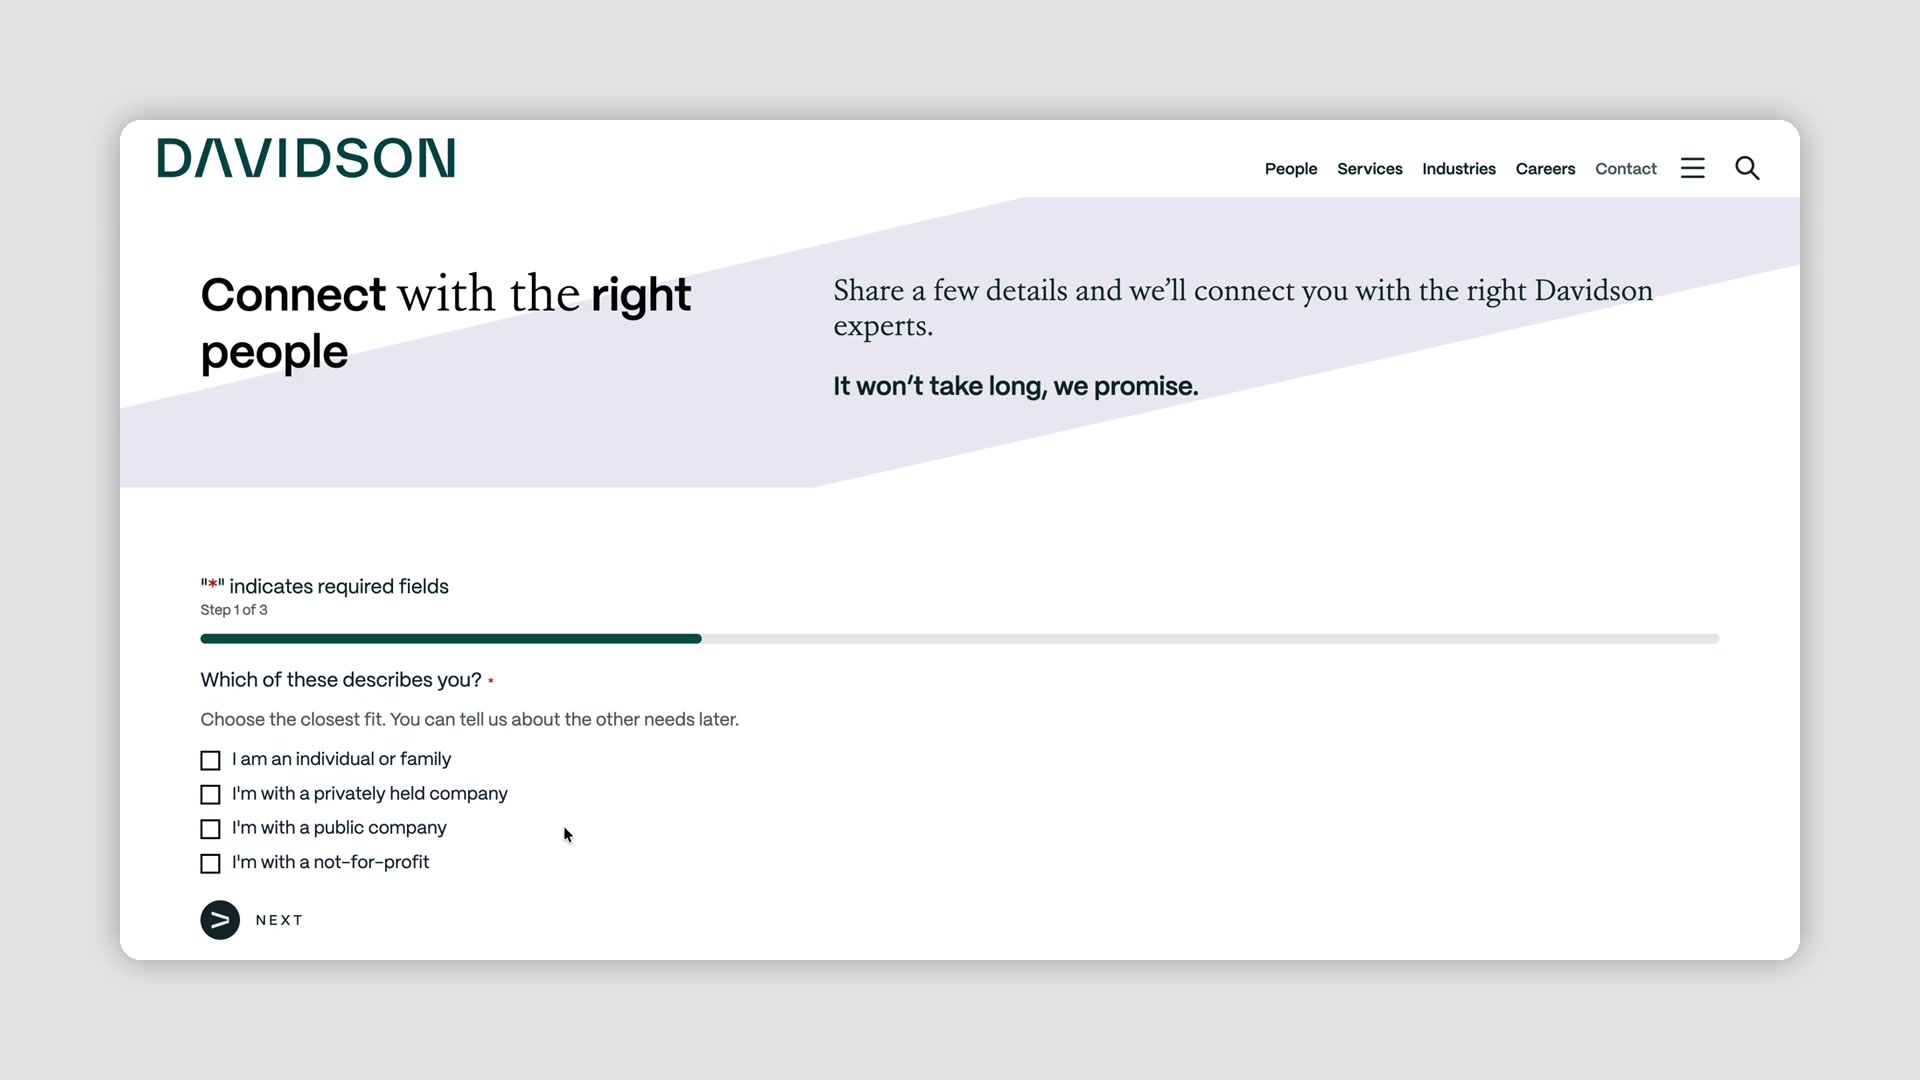 DAVIDSON
People Services Industries Careers Contact
Connect with the right
people
Share a few details and we’ll connect you with the right Davidson
experts.
It won’t take long, we promise.
"*" indicates required fields
Step 1 of 3
Which of these describes you? *
Choose the closest fit. You can tell us about the other needs later.
I am an individual or family
I'm with a privately held company
I'm with a public company
I'm with a not-for-profit
NEXT